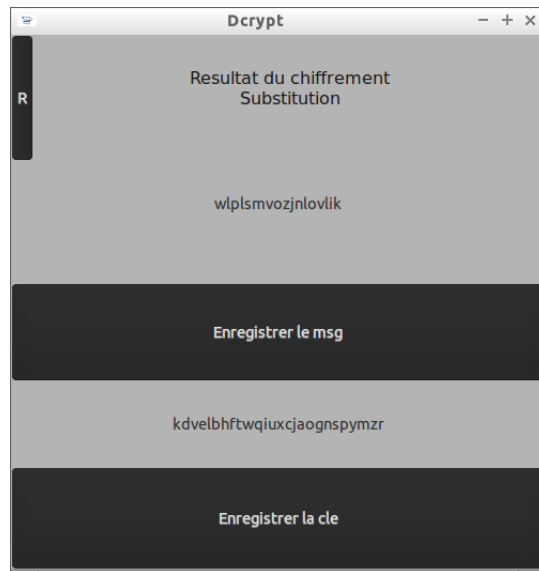 Dcrypt
R
Resultat du chiffrement
Substitution
wlplsmvozjnlovlik
Enregistrer le msg
kdvelbhftwqiuxcjaognspymzr
Enregistrer la cle